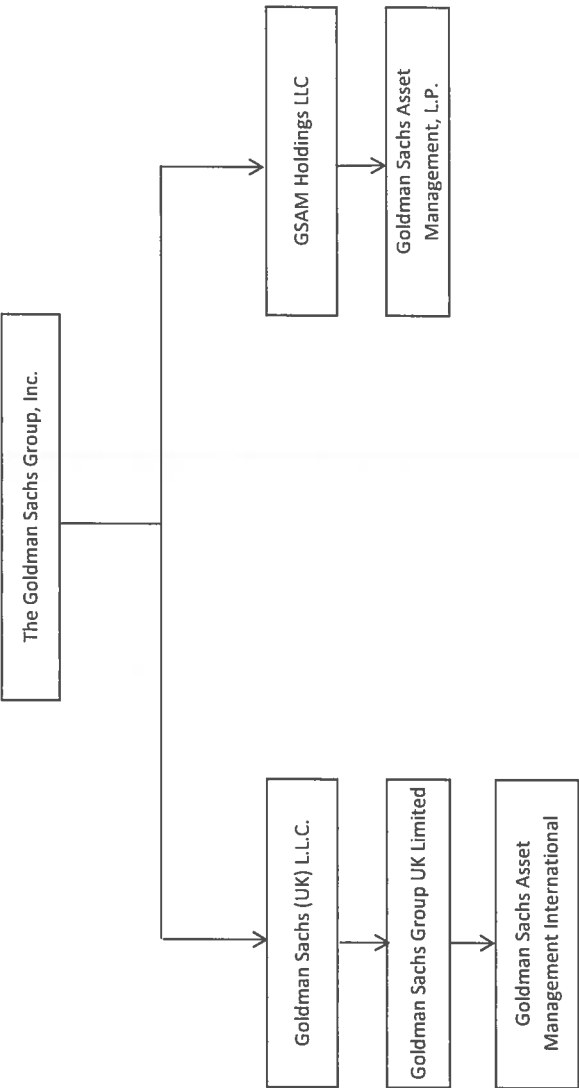 The Goldman Sachs Group, Inc.
Goldman Sachs (UK) L.L.C.
GSAM Holdings LLC
Goldman Sachs Group UK Limited
Goldman Sachs Asset
Management, L.P.
Goldman Sachs Asset
Management International